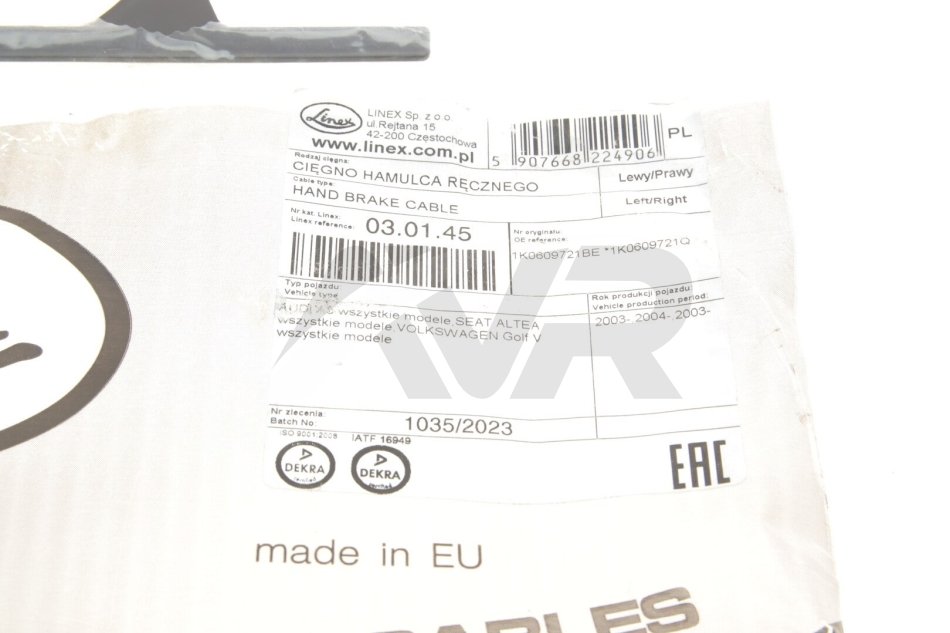 Linex
LINEX Sp. z o.o.
ul.Rejtana 15
42-200 Częstochowa
www.linex.com.pl
5 907668 224906
PL
Rodzaj cięgna:
CIĘGNO HAMULCA RĘCZNEGO
Lewy/Prawy
Cable type:
HAND BRAKE CABLE
Left/Right
Nr kat. Linex:
Linex reference:
03.01.45
Nr oryginału:
OE reference:
1K0609721BE *1K0609721Q
Typ pojazdu
Vehicle type
wszystkie modele,SEAT ALTEA
wszystkie modele,VOLKSWAGEN Golf V
wszystkie modele
Rok produkcji pojazdu:
Vehicle production period:
2003-, 2004-, 2003-
Nr zlecenia:
Batch No:
1035/2023
ISO 9001:2008
IATF 16949
DEKRA
certified
DEKRA
certified
EAC
KVR
made in EU
CABLES